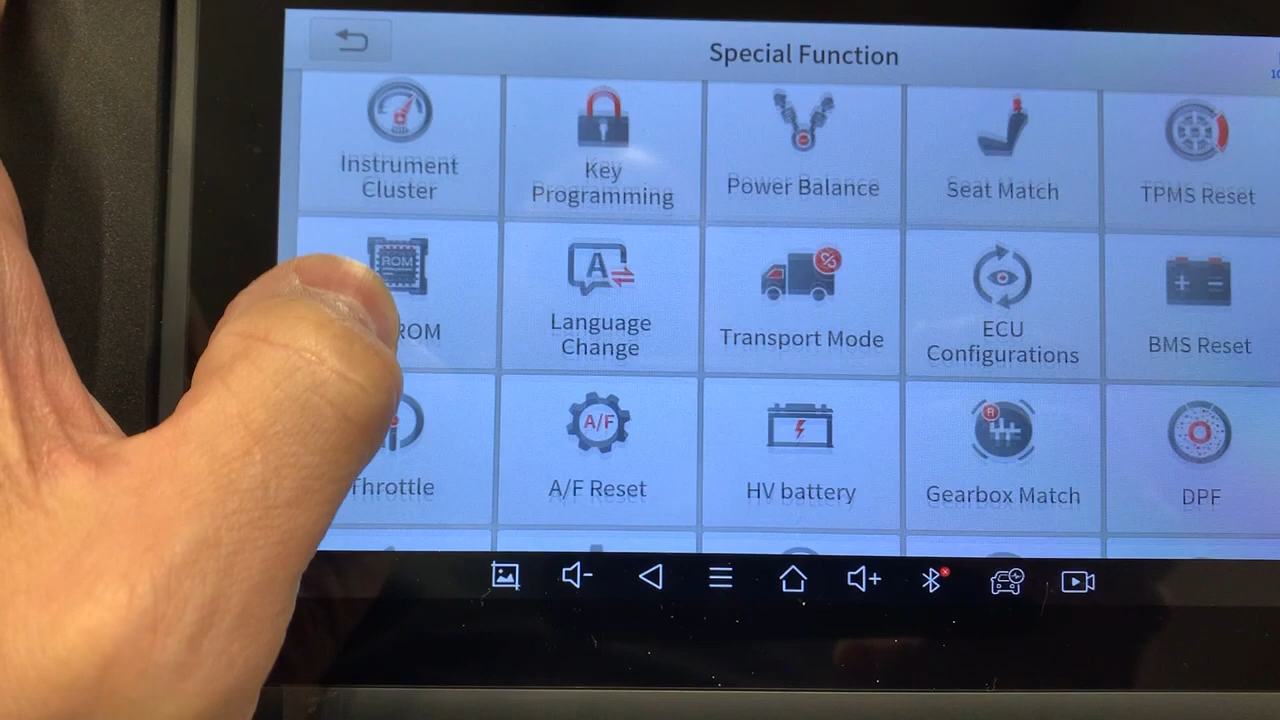 Special Function
10
Instrument
Cluster
Key
Programming
Power Balance
Seat Match
TPMS Reset
ROM
ROM
A
Language
Change
Transport Mode
ECU
Configurations
BMS Reset
Throttle
A/F
A/F Reset
HV battery
R
Gearbox Match
DPF